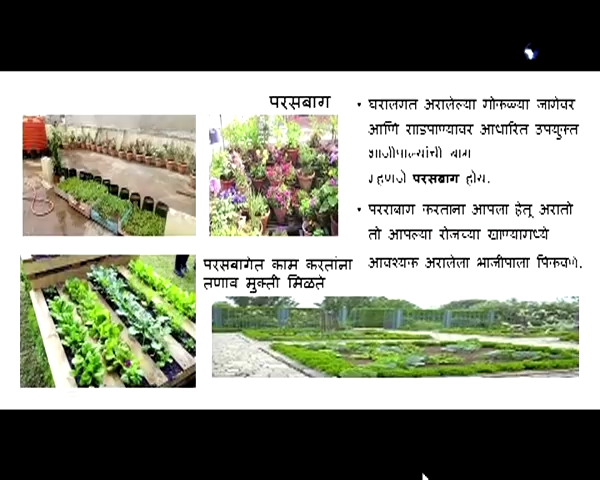 परसबाग
• घरालगत असलेल्या मोकळ्या जागेवर
आणि सांडपाण्यावर आधारित उपयुक्त
भाजीपाल्यांची बाग
म्हणजे परसबाग होय.
• परसबाग करताना आपला हेतू असतो
तो आपल्या रोजच्या खाण्यामध्ये
आवश्यक असलेला भाजीपाला पिकवणे.
परसबागेत काम करतांना
तणाव मुक्ती मिळते